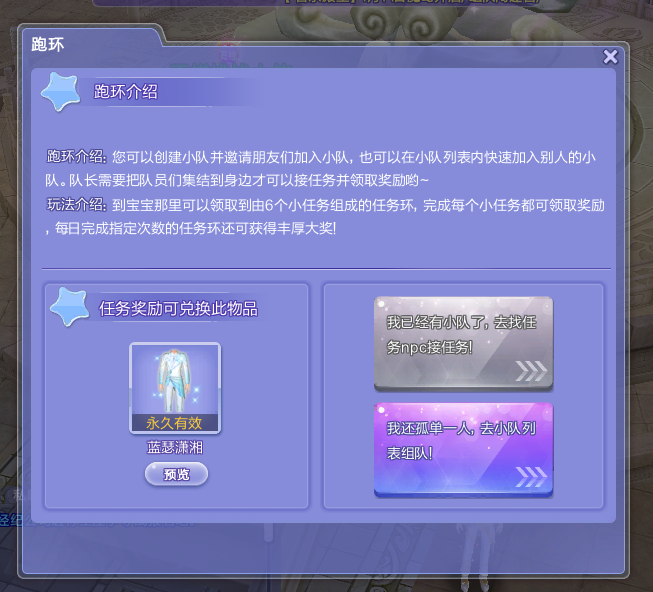 跑环
跑环介绍
跑环介绍: 您可以创建小队并邀请朋友们加入小队, 也可以在小队列表内快速加入别人的小
队。队长需要把队员们集结到身边才可以接任务并领取奖励哟~
玩法介绍: 到宝宝那里可以领取到由6个小任务组成的任务环, 完成每个小任务都可领取奖励
, 每日完成指定次数的任务环还可获得丰厚大奖!
任务奖励可兑换此物品
永久有效
蓝瑟潇湘
预览
我已经有小队了, 去找任
务npc接任务!
我还孤单一人, 去小队列
表组队!